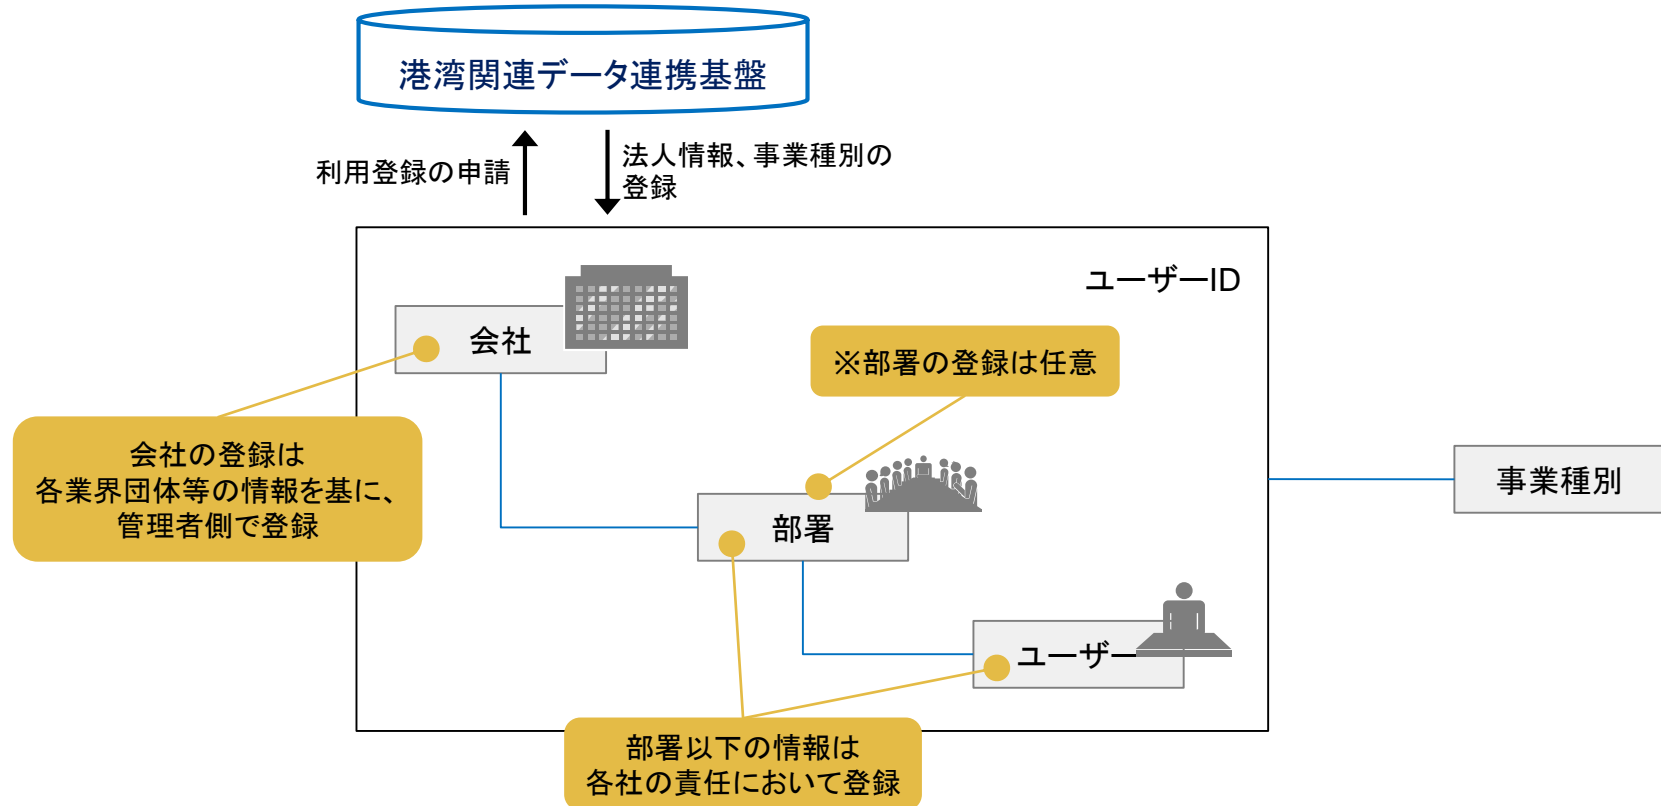 港湾関連データ連携基盤
利用登録の申請
法人情報、事業種別の
登録
ユーザーID
会社
※部署の登録は任意
会社の登録は
各業界団体等の情報を基に、
管理者側で登録
事業種別
部署
ユーザー
部署以下の情報は
各社の責任において登録